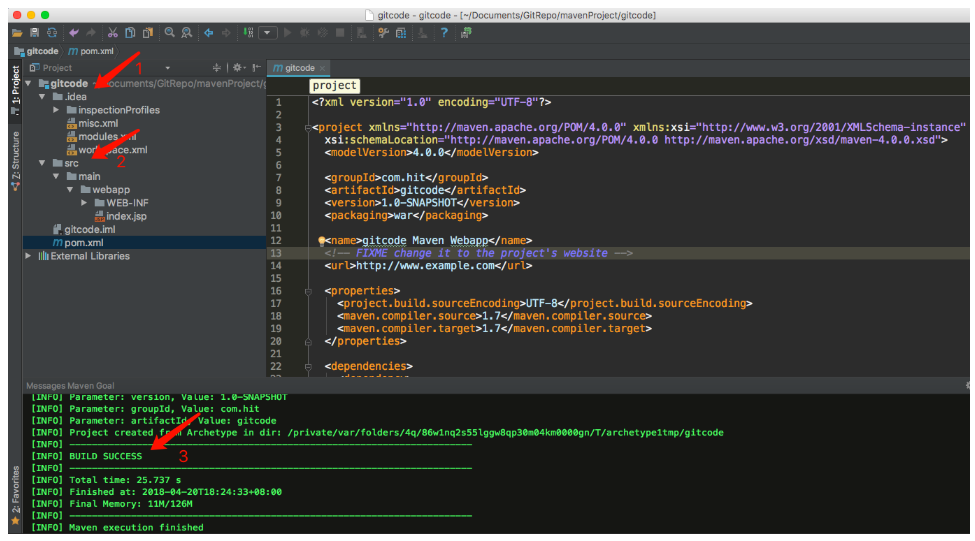 gitcode - gitcode - [~/Documents/GitRepo/mavenProject/gitcode]
gitcode
m pom.xml
1: Project
Z: Structure
2: Favorites
Project
1
gitcode
ocuments/GitRepo/mavenProject/
.idea
inspectionProfiles
misc.xml
2
src
main
webapp
WEB-INF
index.jsp
gitcode.iml
m pom.xml
External Libraries
m gitcode
project
1 <?xml version="1.0" encoding="UTF-8"?>
2
3 <project xmlns="http://maven.apache.org/POM/4.0.0" xmlns:xsi="http://www.w3.org/2001/XMLSchema-instance"
4 xsi:schemaLocation="http://maven.apache.org/POM/4.0.0 http://maven.apache.org/xsd/maven-4.0.0.xsd">
5 <modelVersion>4.0.0</modelVersion>
6
7 <groupId>com.hit</groupId>
8 <artifactId>gitcode</artifactId>
9 <version>1.0-SNAPSHOT</version>
10 <packaging>war</packaging>
11
12 <name>gitcode Maven Webapp</name>
13 <!-- FIXME change it to the project's website -->
14 <url>http://www.example.com</url>
15
16 <properties>
17 <project.build.sourceEncoding>UTF-8</project.build.sourceEncoding>
18 <maven.compiler.source>1.7</maven.compiler.source>
19 <maven.compiler.target>1.7</maven.compiler.target>
20 </properties>
21
22 <dependencies>
Messages Maven Goal
[INFO] Parameter: version, Value: 1.0-SNAPSHOT
[INFO] Parameter: groupId, Value: com.hit
[INFO] Parameter: artifactId, Value: gitcode
[INFO] Project created from Archetype in dir: /private/var/folders/4q/86w1nq2s55lggw8qp30m04km0000gn/T/archetype1tmp/gitcode
[INFO] ------------------------------------------------------------------------
[INFO] BUILD SUCCESS
3
[INFO] ------------------------------------------------------------------------
[INFO] Total time: 25.737 s
[INFO] Finished at: 2018-04-20T18:24:33+08:00
[INFO] Final Memory: 11M/126M
[INFO] ------------------------------------------------------------------------
[INFO] Maven execution finished